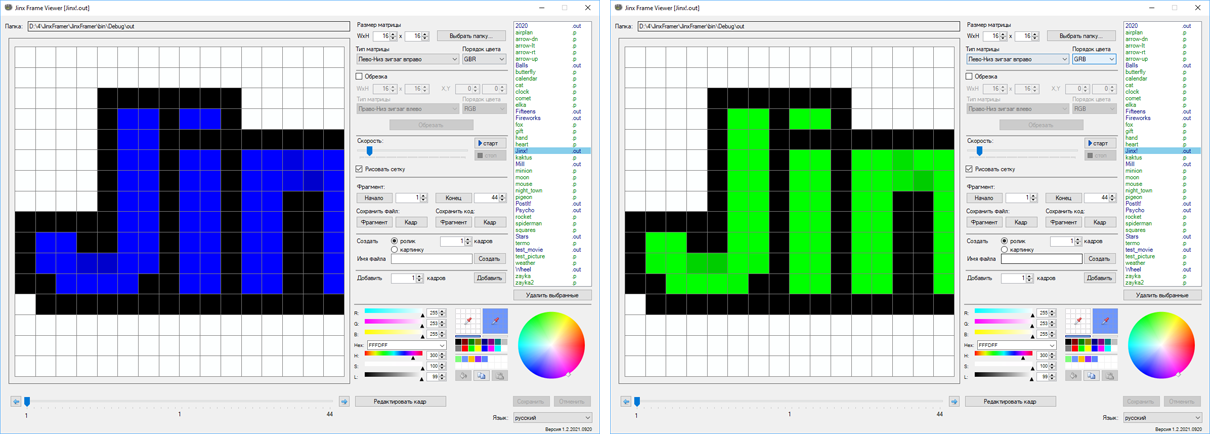 Jinx Frame Viewer [Jinx!.out]
Папка: D:\4\JinxFramer\JinxFramer\bin\Debug\out
Размер матрицы
WxH 16 x 16 Выбрать папку...
Тип матрицы Порядок цвета
Лево-Низ зигзаг вправо GBR
Обрезка
WxH 16 x 16 X,Y 0 0
Тип матрицы Порядок цвета
Право-Низ зигзаг влево RGB
Обрезать
Скорость:
старт
стоп
Рисовать сетку
Фрагмент:
Начало 1 Конец 44
Сохранить файл: Сохранить код:
Фрагмент Кадр Фрагмент Кадр
Создать ролик 1 кадров
картинку
Имя файла Создать
Добавить 1 кадров Добавить
R: 255
G: 253
B: 255
Hex: FFFDFF
H: 300
S: 100
L: 99
Редактировать кадр
2020 .out
airplan .p
arrow-dn .p
arrow-lt .p
arrow-rt .p
arrow-up .p
Balls .out
butterfly .p
calendar .p
cat .p
clock .p
comet .p
elka .p
Fifteens .out
Fireworks .out
fox .p
gift .p
hand .p
heart .p
Jinx! .out
kaktus .p
Mill .out
minion .p
moon .p
mouse .p
night_town .p
pigeon .p
PostIt! .out
Psycho .out
rocket .p
spiderman .p
squares .p
Stars .out
termo .p
test_movie .out
test_picture .p
weather .p
Wheel .out
zayka .p
zayka2 .p
Удалить выбранные
Сохранить Отменить
1 1 44
Язык: русский
Версия 1.2.2021.0920
Jinx Frame Viewer [Jinx!.out]
Папка: D:\4\JinxFramer\JinxFramer\bin\Debug\out
Размер матрицы
WxH 16 x 16 Выбрать папку...
Тип матрицы Порядок цвета
Лево-Низ зигзаг вправо GRB
Обрезка
WxH 16 x 16 X,Y 0 0
Тип матрицы Порядок цвета
Право-Низ зигзаг влево RGB
Обрезать
Скорость:
старт
стоп
Рисовать сетку
Фрагмент:
Начало 1 Конец 44
Сохранить файл: Сохранить код:
Фрагмент Кадр Фрагмент Кадр
Создать ролик 1 кадров
картинку
Имя файла Создать
Добавить 1 кадров Добавить
R: 255
G: 253
B: 255
Hex: FFFDFF
H: 300
S: 100
L: 99
Редактировать кадр
2020 .out
airplan .p
arrow-dn .p
arrow-lt .p
arrow-rt .p
arrow-up .p
Balls .out
butterfly .p
calendar .p
cat .p
clock .p
comet .p
elka .p
Fifteens .out
Fireworks .out
fox .p
gift .p
hand .p
heart .p
Jinx! .out
kaktus .p
Mill .out
minion .p
moon .p
mouse .p
night_town .p
pigeon .p
PostIt! .out
Psycho .out
rocket .p
spiderman .p
squares .p
Stars .out
termo .p
test_movie .out
test_picture .p
weather .p
Wheel .out
zayka .p
zayka2 .p
Удалить выбранные
Сохранить Отменить
1 1 44
Язык: русский
Версия 1.2.2021.0920